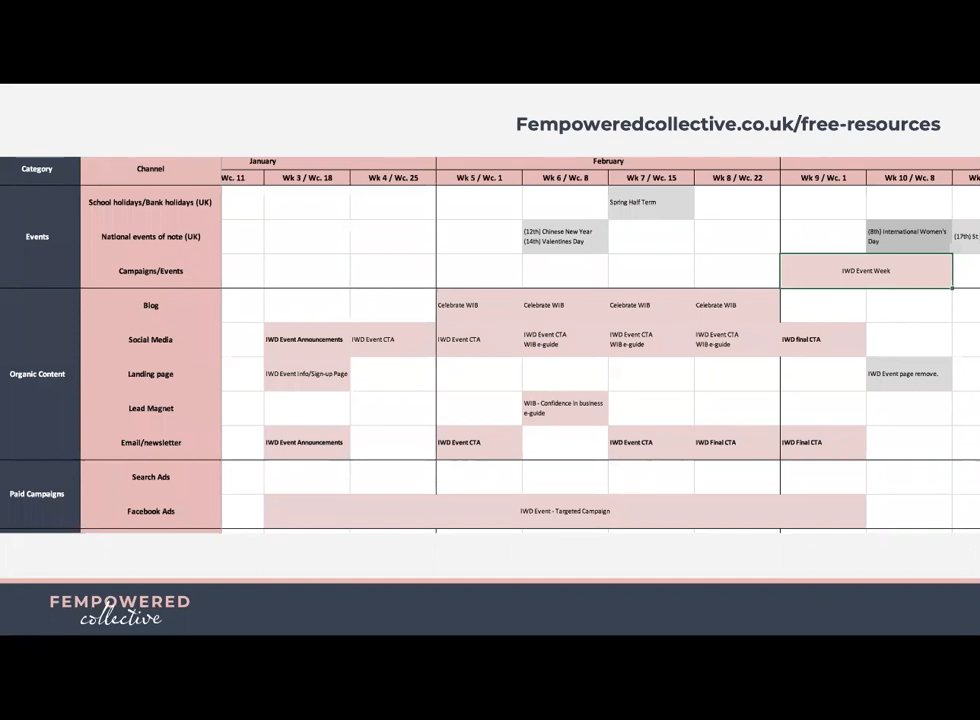 Fempoweredcollective.co.uk/free-resources
Category Channel January February
Wc. 11 Wk 3 / Wc. 18 Wk 4 / Wc. 25 Wk 5 / Wc. 1 Wk 6 / Wc. 8 Wk 7 / Wc. 15 Wk 8 / Wc. 22 Wk 9 / Wc. 1 Wk 10 / Wc. 8
Events
School holidays/Bank holidays (UK) Spring Half Term
National events of note (UK) (12th) Chinese New Year (8th) International Women's (17th) St
(14th) Valentines Day Day
Campaigns/Events IWD Event Week
Organic Content
Blog Celebrate WIB Celebrate WIB Celebrate WIB Celebrate WIB
Social Media IWD Event Announcements IWD Event CTA IWD Event CTA IWD Event CTA IWD Event CTA IWD Event CTA IWD final CTA
WIB e-guide WIB e-guide WIB e-guide
Landing page IWD Event Info/Sign-up Page IWD Event page remove.
Lead Magnet WIB - Confidence in business
e-guide
Email/newsletter IWD Event Announcements IWD Event CTA IWD Event CTA IWD Final CTA IWD Final CTA
Paid Campaigns
Search Ads
Facebook Ads IWD Event - Targeted Campaign
FEMPOWERED
collective